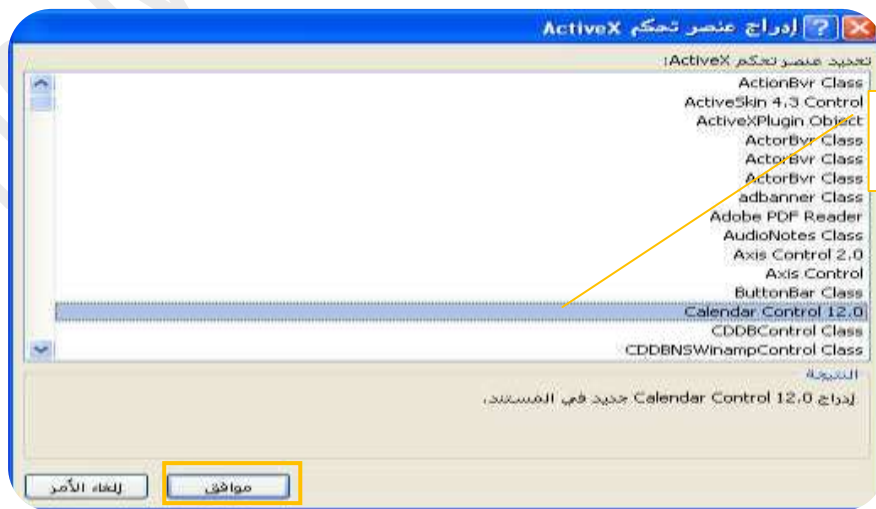 إدراج عنصر تحكم ActiveX
تحديد عنصر تحكم ActiveX:
ActionBvr Class
ActiveSkin 4.3 Control
ActiveXPlugin Object
ActorBvr Class
ActorBvr Class
ActorBvr Class
adbanner Class
Adobe PDF Reader
AudioNotes Class
Axis Control 2.0
Axis Control
ButtonBar Class
Calendar Control 12.0
CDDBControl Class
CDDBNSWinampControl Class
النتيجة
إدراج Calendar Control 12.0 جديد في المستند.
موافق
إلغاء الأمر